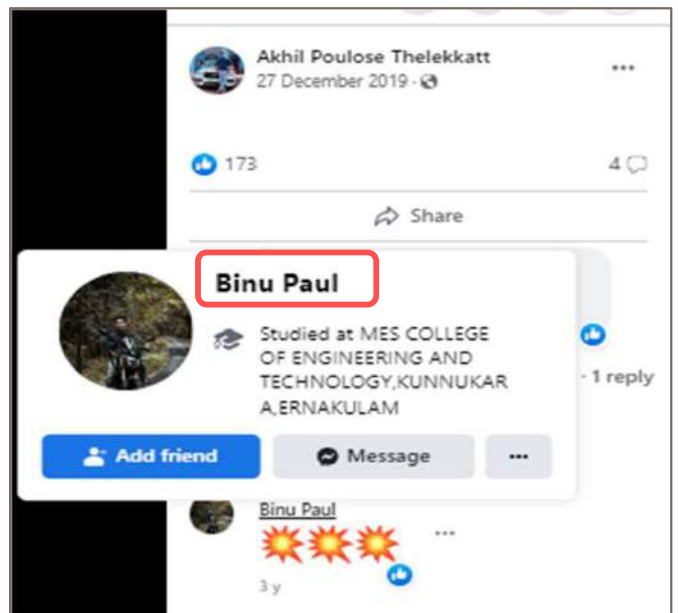 Akhil Poulose Thelekkatt
27 December 2019 ·
173
4
Share
Binu Paul
Studied at MES COLLEGE
OF ENGINEERING AND
TECHNOLOGY,KUNNUKAR
A,ERNAKULAM
· 1 reply
Add friend
Message
Binu Paul
3 y